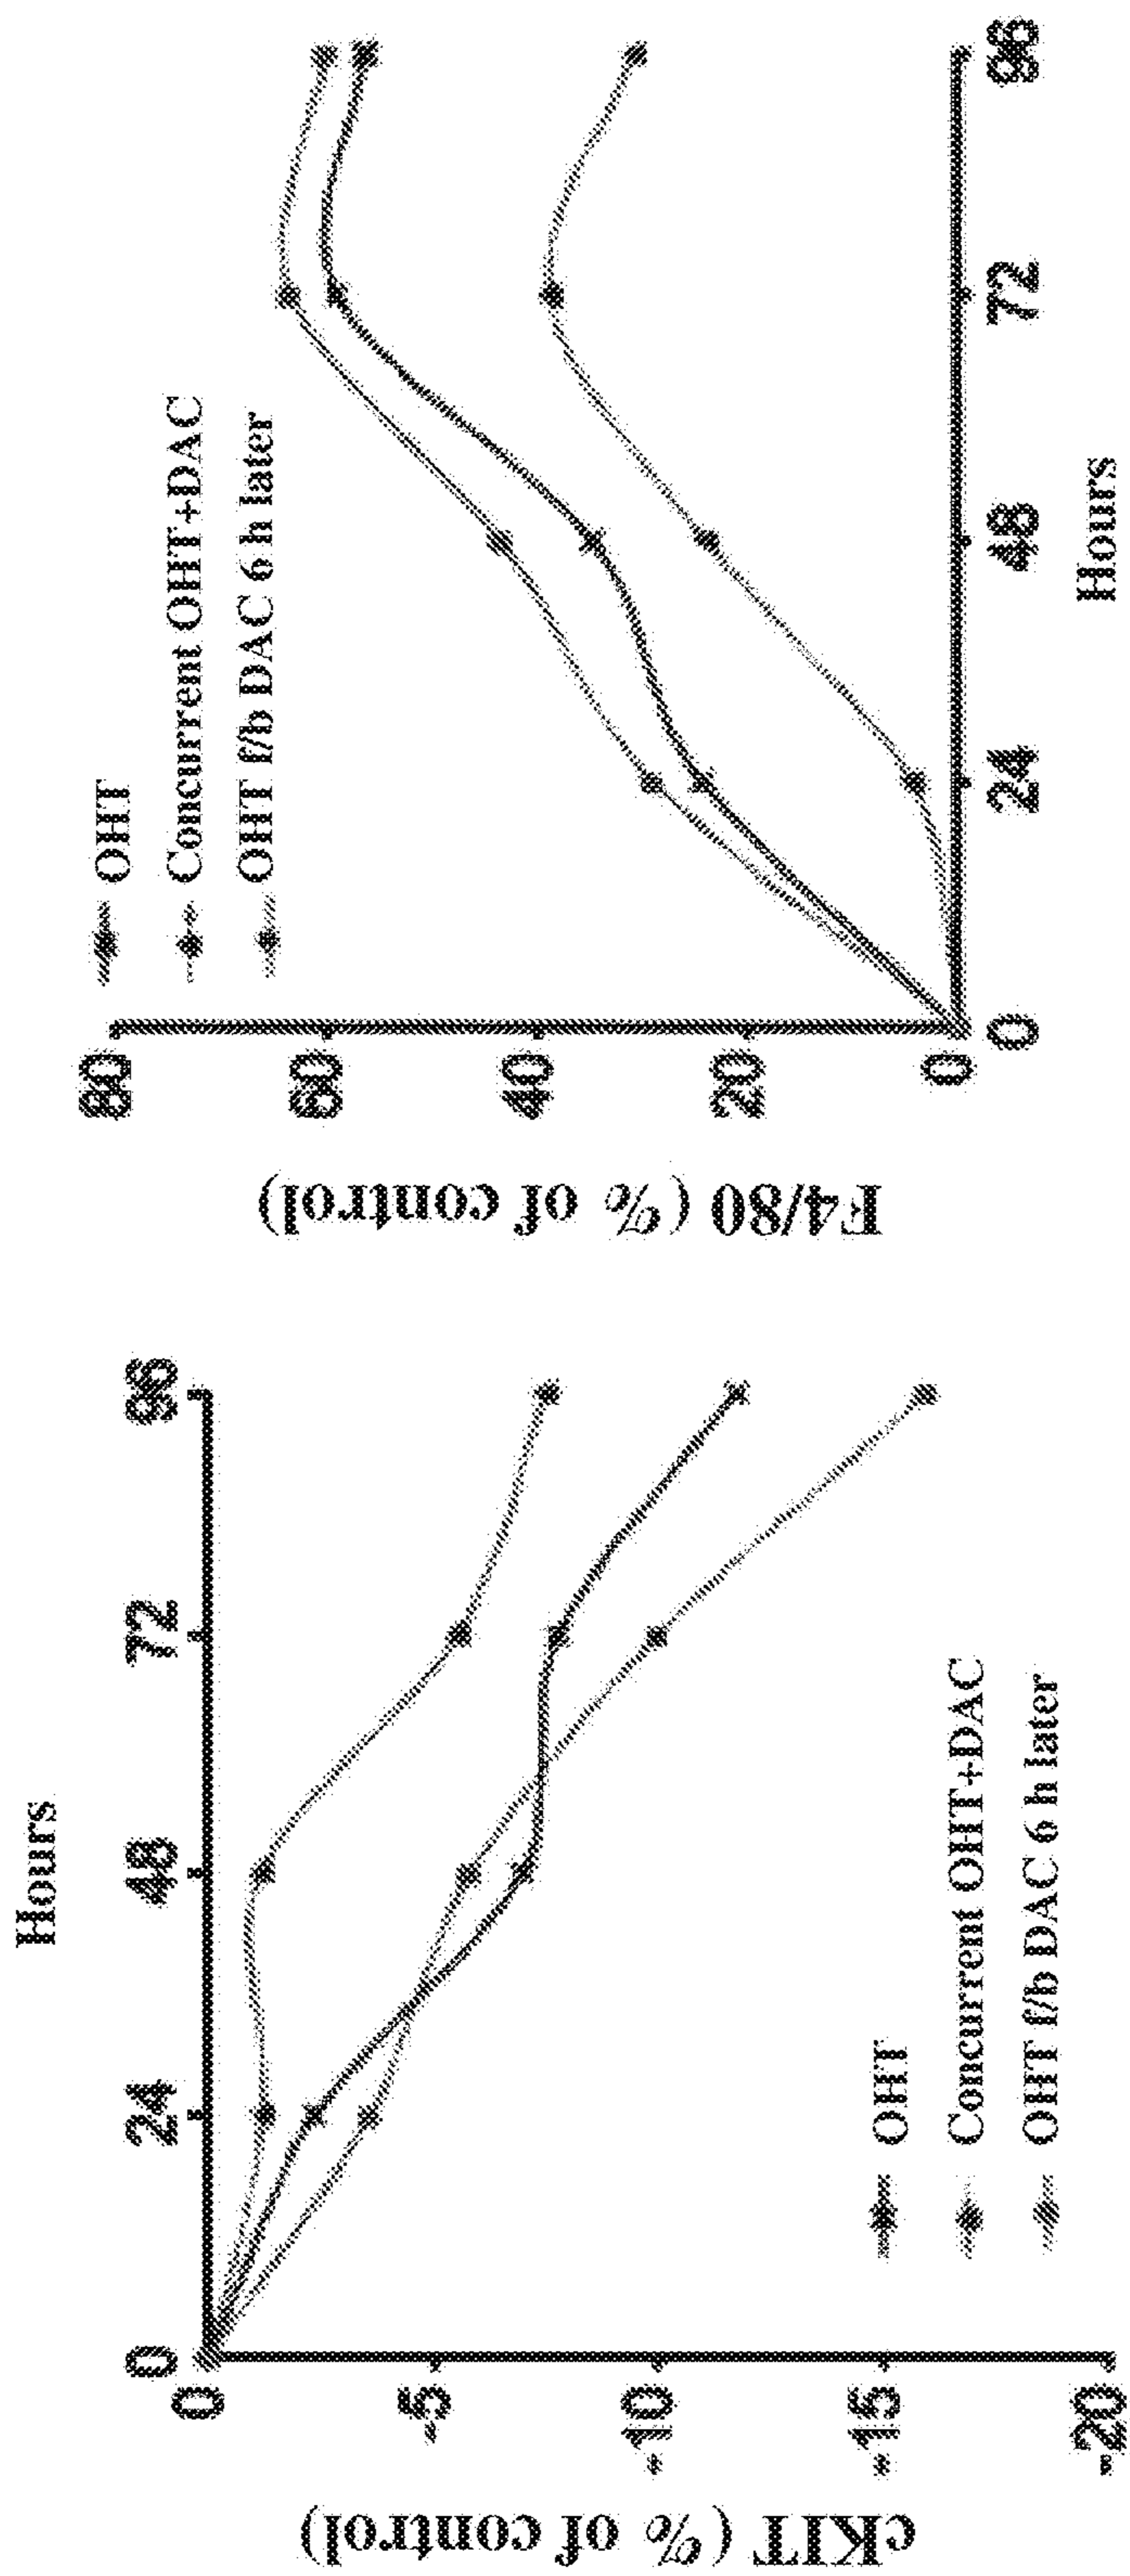 Hours
0
24
48
72
96
0
-5
-10
-15
-20
cKIT (% of control)
OHT
Concurrent OHT+DAC
OHT f/b DAC 6 h later
80
60
40
20
0
F4/80 (% of control)
OHT
Concurrent OHT+DAC
OHT f/b DAC 6 h later
0
24
48
72
96
Hours